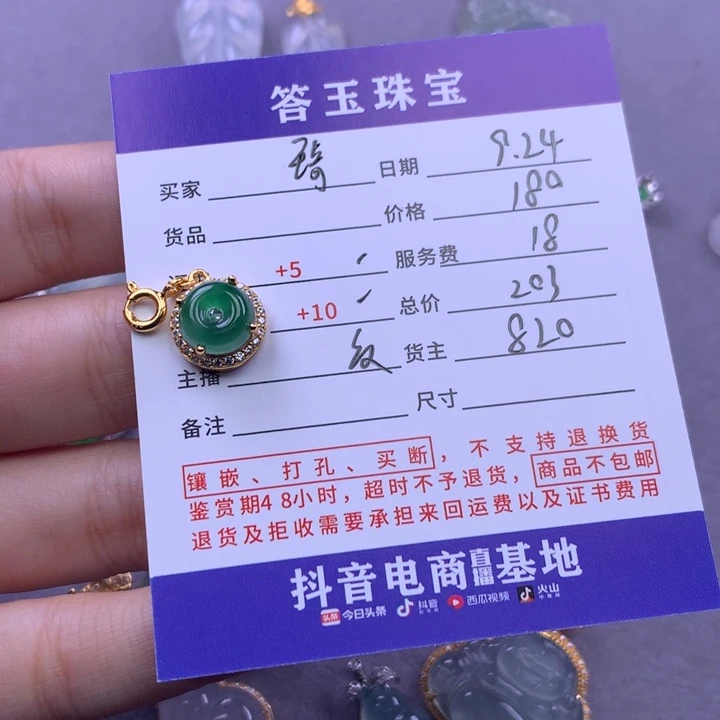 答玉珠宝
买家 琦 日期 9.24
货品 价格 180
+5 服务费 18
+10 总价 203
主播 货主 820
备注 尺寸
镶嵌、打孔、买断，不支持退换货
鉴赏期48小时，超时不予退货，商品不包邮
退货及拒收需要承担来回运费以及证书费用
抖音电商直播基地
头条 今日头条 抖音 西瓜视频 火山